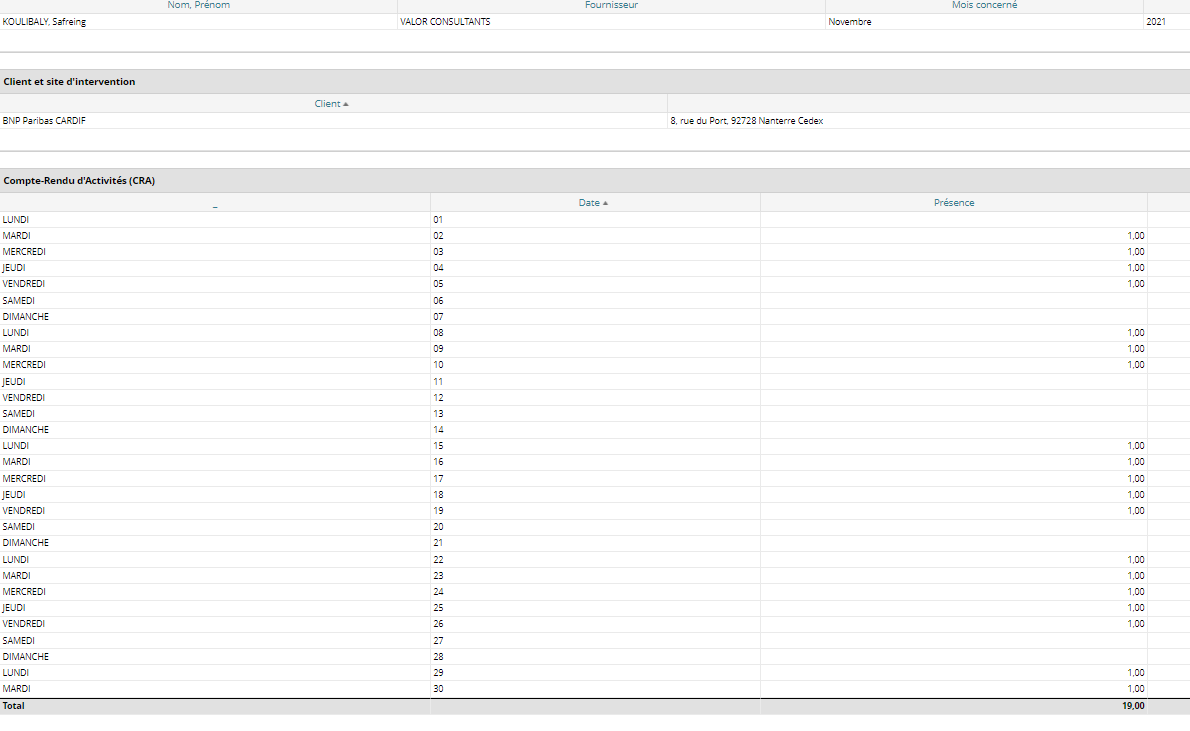 Nom, Prénom Fournisseur Mois concerné
KOULIBALY, Safreing VALOR CONSULTANTS Novembre 2021
Client et site d'intervention
Client
BNP Paribas CARDIF 8, rue du Port, 92728 Nanterre Cedex
Compte-Rendu d'Activités (CRA)
_ Date Présence
LUNDI 01
MARDI 02 1,00
MERCREDI 03 1,00
JEUDI 04 1,00
VENDREDI 05 1,00
SAMEDI 06
DIMANCHE 07
LUNDI 08 1,00
MARDI 09 1,00
MERCREDI 10 1,00
JEUDI 11
VENDREDI 12
SAMEDI 13
DIMANCHE 14
LUNDI 15 1,00
MARDI 16 1,00
MERCREDI 17 1,00
JEUDI 18 1,00
VENDREDI 19 1,00
SAMEDI 20
DIMANCHE 21
LUNDI 22 1,00
MARDI 23 1,00
MERCREDI 24 1,00
JEUDI 25 1,00
VENDREDI 26 1,00
SAMEDI 27
DIMANCHE 28
LUNDI 29 1,00
MARDI 30 1,00
Total 19,00